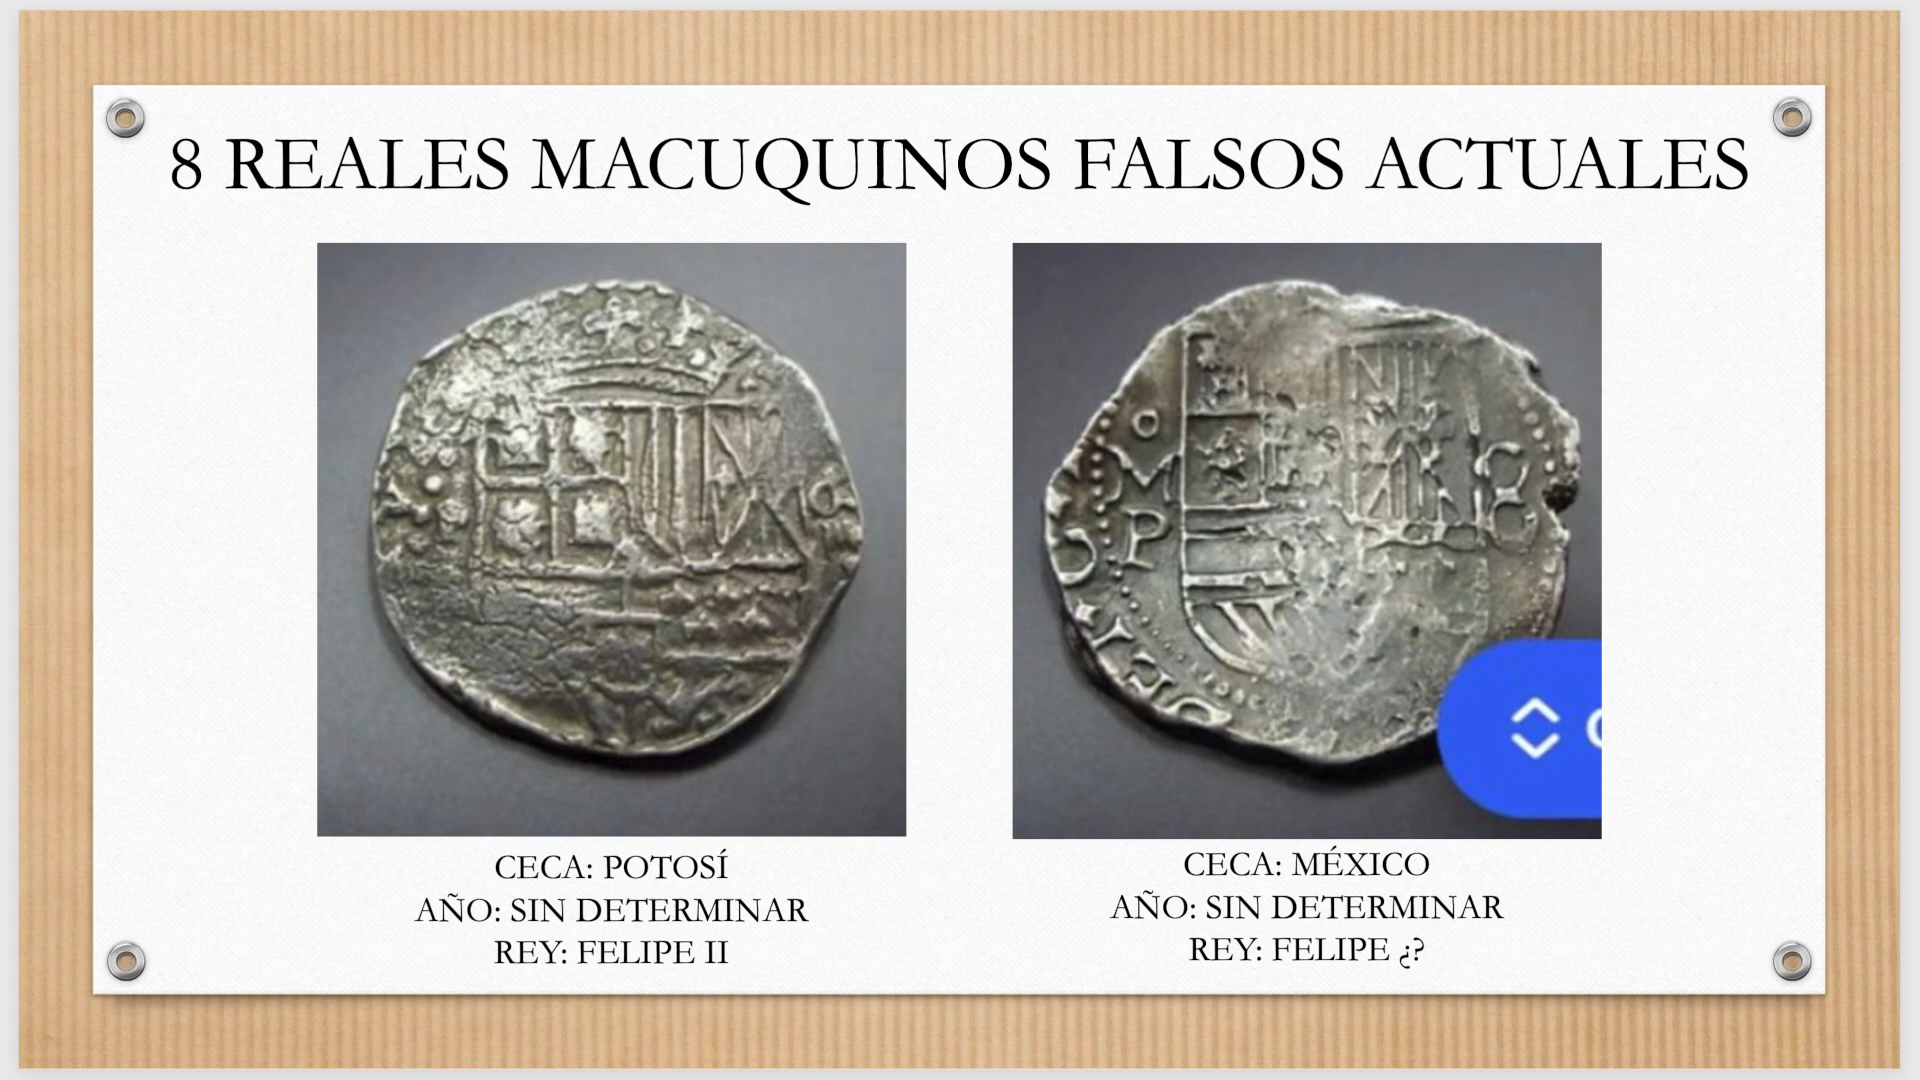 8 REALES MACUQUINOS FALSOS ACTUALES
o
M
P
8
CECA: POTOSÍ
AÑO: SIN DETERMINAR
REY: FELIPE II
CECA: MÉXICO
AÑO: SIN DETERMINAR
REY: FELIPE ¿?